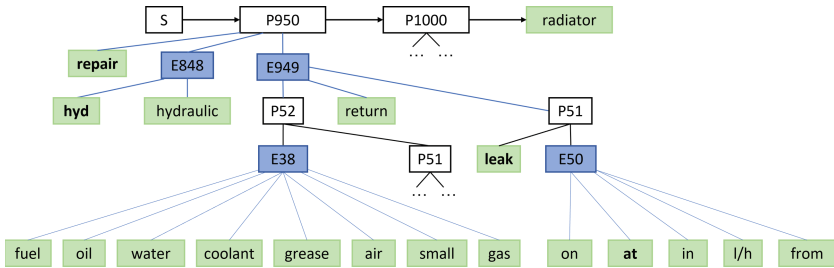 S P950 P1000 radiator
repair E848 E949 ... ...
hyd hydraulic P52 return P51
E38 P51 leak E50
... ...
fuel oil water coolant grease air small gas on at in l/h from